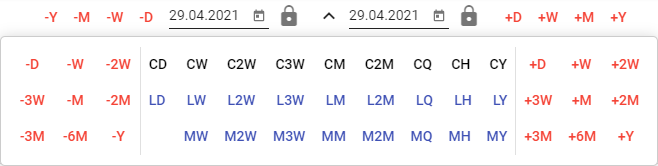 -Y -M -W -D 29.04.2021 29.04.2021 +D +W +M +Y
-D -W -2W CD CW C2W C3W CM C2M CQ CH CY +D +W +2W
-3W -M -2M LD LW L2W L3W LM L2M LQ LH LY +3W +M +2M
-3M -6M -Y MW M2W M3W MM M2M MQ MH MY +3M +6M +Y